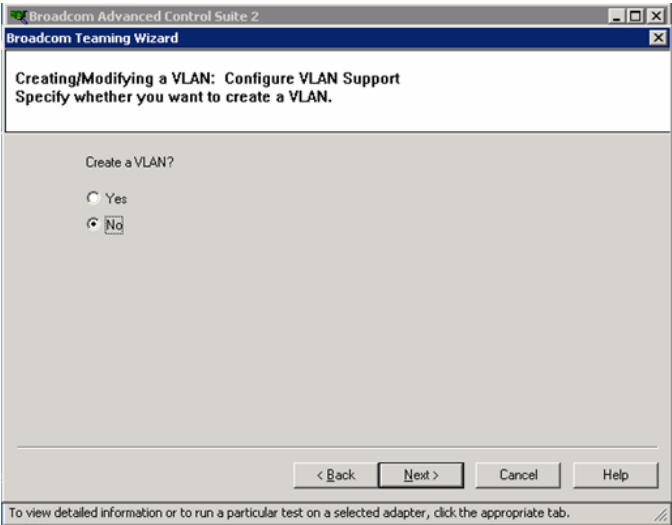 Broadcom Advanced Control Suite 2
Broadcom Teaming Wizard
Creating/Modifying a VLAN: Configure VLAN Support
Specify whether you want to create a VLAN.
Create a VLAN?
Yes
No
< Back Next > Cancel Help
To view detailed information or to run a particular test on a selected adapter, click the appropriate tab.